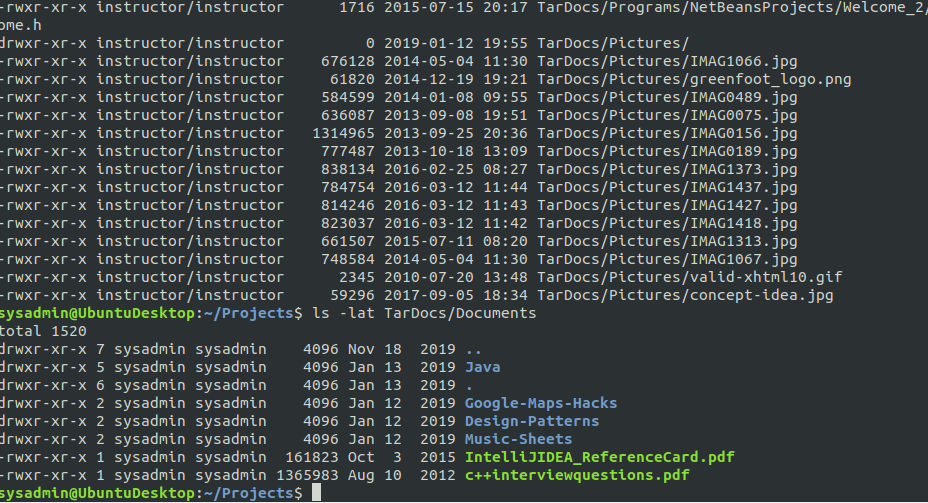 -rwxr-xr-x instructor/instructor      1716 2015-07-15 20:17 TarDocs/Programs/NetBeansProjects/Welcome_2/
ome.h
drwxr-xr-x instructor/instructor         0 2019-01-12 19:55 TarDocs/Pictures/
-rwxr-xr-x instructor/instructor    676128 2014-05-04 11:30 TarDocs/Pictures/IMAG1066.jpg
-rwxr-xr-x instructor/instructor     61820 2014-12-19 19:21 TarDocs/Pictures/greenfoot_logo.png
-rwxr-xr-x instructor/instructor    584599 2014-01-08 09:55 TarDocs/Pictures/IMAG0489.jpg
-rwxr-xr-x instructor/instructor    636087 2013-09-08 19:51 TarDocs/Pictures/IMAG0075.jpg
-rwxr-xr-x instructor/instructor   1314965 2013-09-25 20:36 TarDocs/Pictures/IMAG0156.jpg
-rwxr-xr-x instructor/instructor    777487 2013-10-18 13:09 TarDocs/Pictures/IMAG0189.jpg
-rwxr-xr-x instructor/instructor    838134 2016-02-25 08:27 TarDocs/Pictures/IMAG1373.jpg
-rwxr-xr-x instructor/instructor    784754 2016-03-12 11:44 TarDocs/Pictures/IMAG1437.jpg
-rwxr-xr-x instructor/instructor    814246 2016-03-12 11:43 TarDocs/Pictures/IMAG1427.jpg
-rwxr-xr-x instructor/instructor    823037 2016-03-12 11:42 TarDocs/Pictures/IMAG1418.jpg
-rwxr-xr-x instructor/instructor    661507 2015-07-11 08:20 TarDocs/Pictures/IMAG1313.jpg
-rwxr-xr-x instructor/instructor    748584 2014-05-04 11:30 TarDocs/Pictures/IMAG1067.jpg
-rwxr-xr-x instructor/instructor      2345 2010-07-20 13:48 TarDocs/Pictures/valid-xhtml10.gif
-rwxr-xr-x instructor/instructor     59296 2017-09-05 18:34 TarDocs/Pictures/concept-idea.jpg
sysadmin@UbuntuDesktop:~/Projects$ ls -lat TarDocs/Documents
total 1520
drwxr-xr-x 7 sysadmin sysadmin    4096 Nov 18  2019 ..
drwxr-xr-x 5 sysadmin sysadmin    4096 Jan 13  2019 Java
drwxr-xr-x 6 sysadmin sysadmin    4096 Jan 13  2019 .
drwxr-xr-x 2 sysadmin sysadmin    4096 Jan 12  2019 Google-Maps-Hacks
drwxr-xr-x 2 sysadmin sysadmin    4096 Jan 12  2019 Design-Patterns
drwxr-xr-x 2 sysadmin sysadmin    4096 Jan 12  2019 Music-Sheets
-rwxr-xr-x 1 sysadmin sysadmin  161823 Oct  3  2015 IntelliJIDEA_ReferenceCard.pdf
-rwxr-xr-x 1 sysadmin sysadmin 1365983 Aug 10  2012 c++interviewquestions.pdf
sysadmin@UbuntuDesktop:~/Projects$